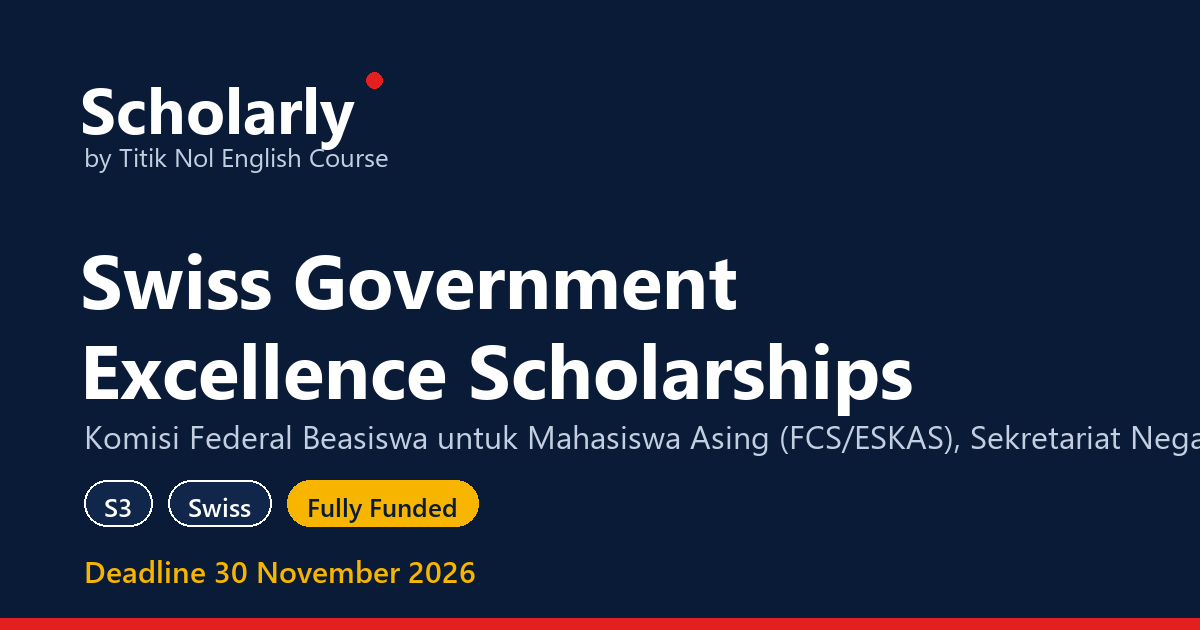 Scholarly
by Titik Nol English Course
Swiss Government
Excellence Scholarships
Komisi Federal Beasiswa untuk Mahasiswa Asing (FCS/ESKAS), Sekretariat
S3
Swiss
Fully Funded
Deadline 30 November 2026